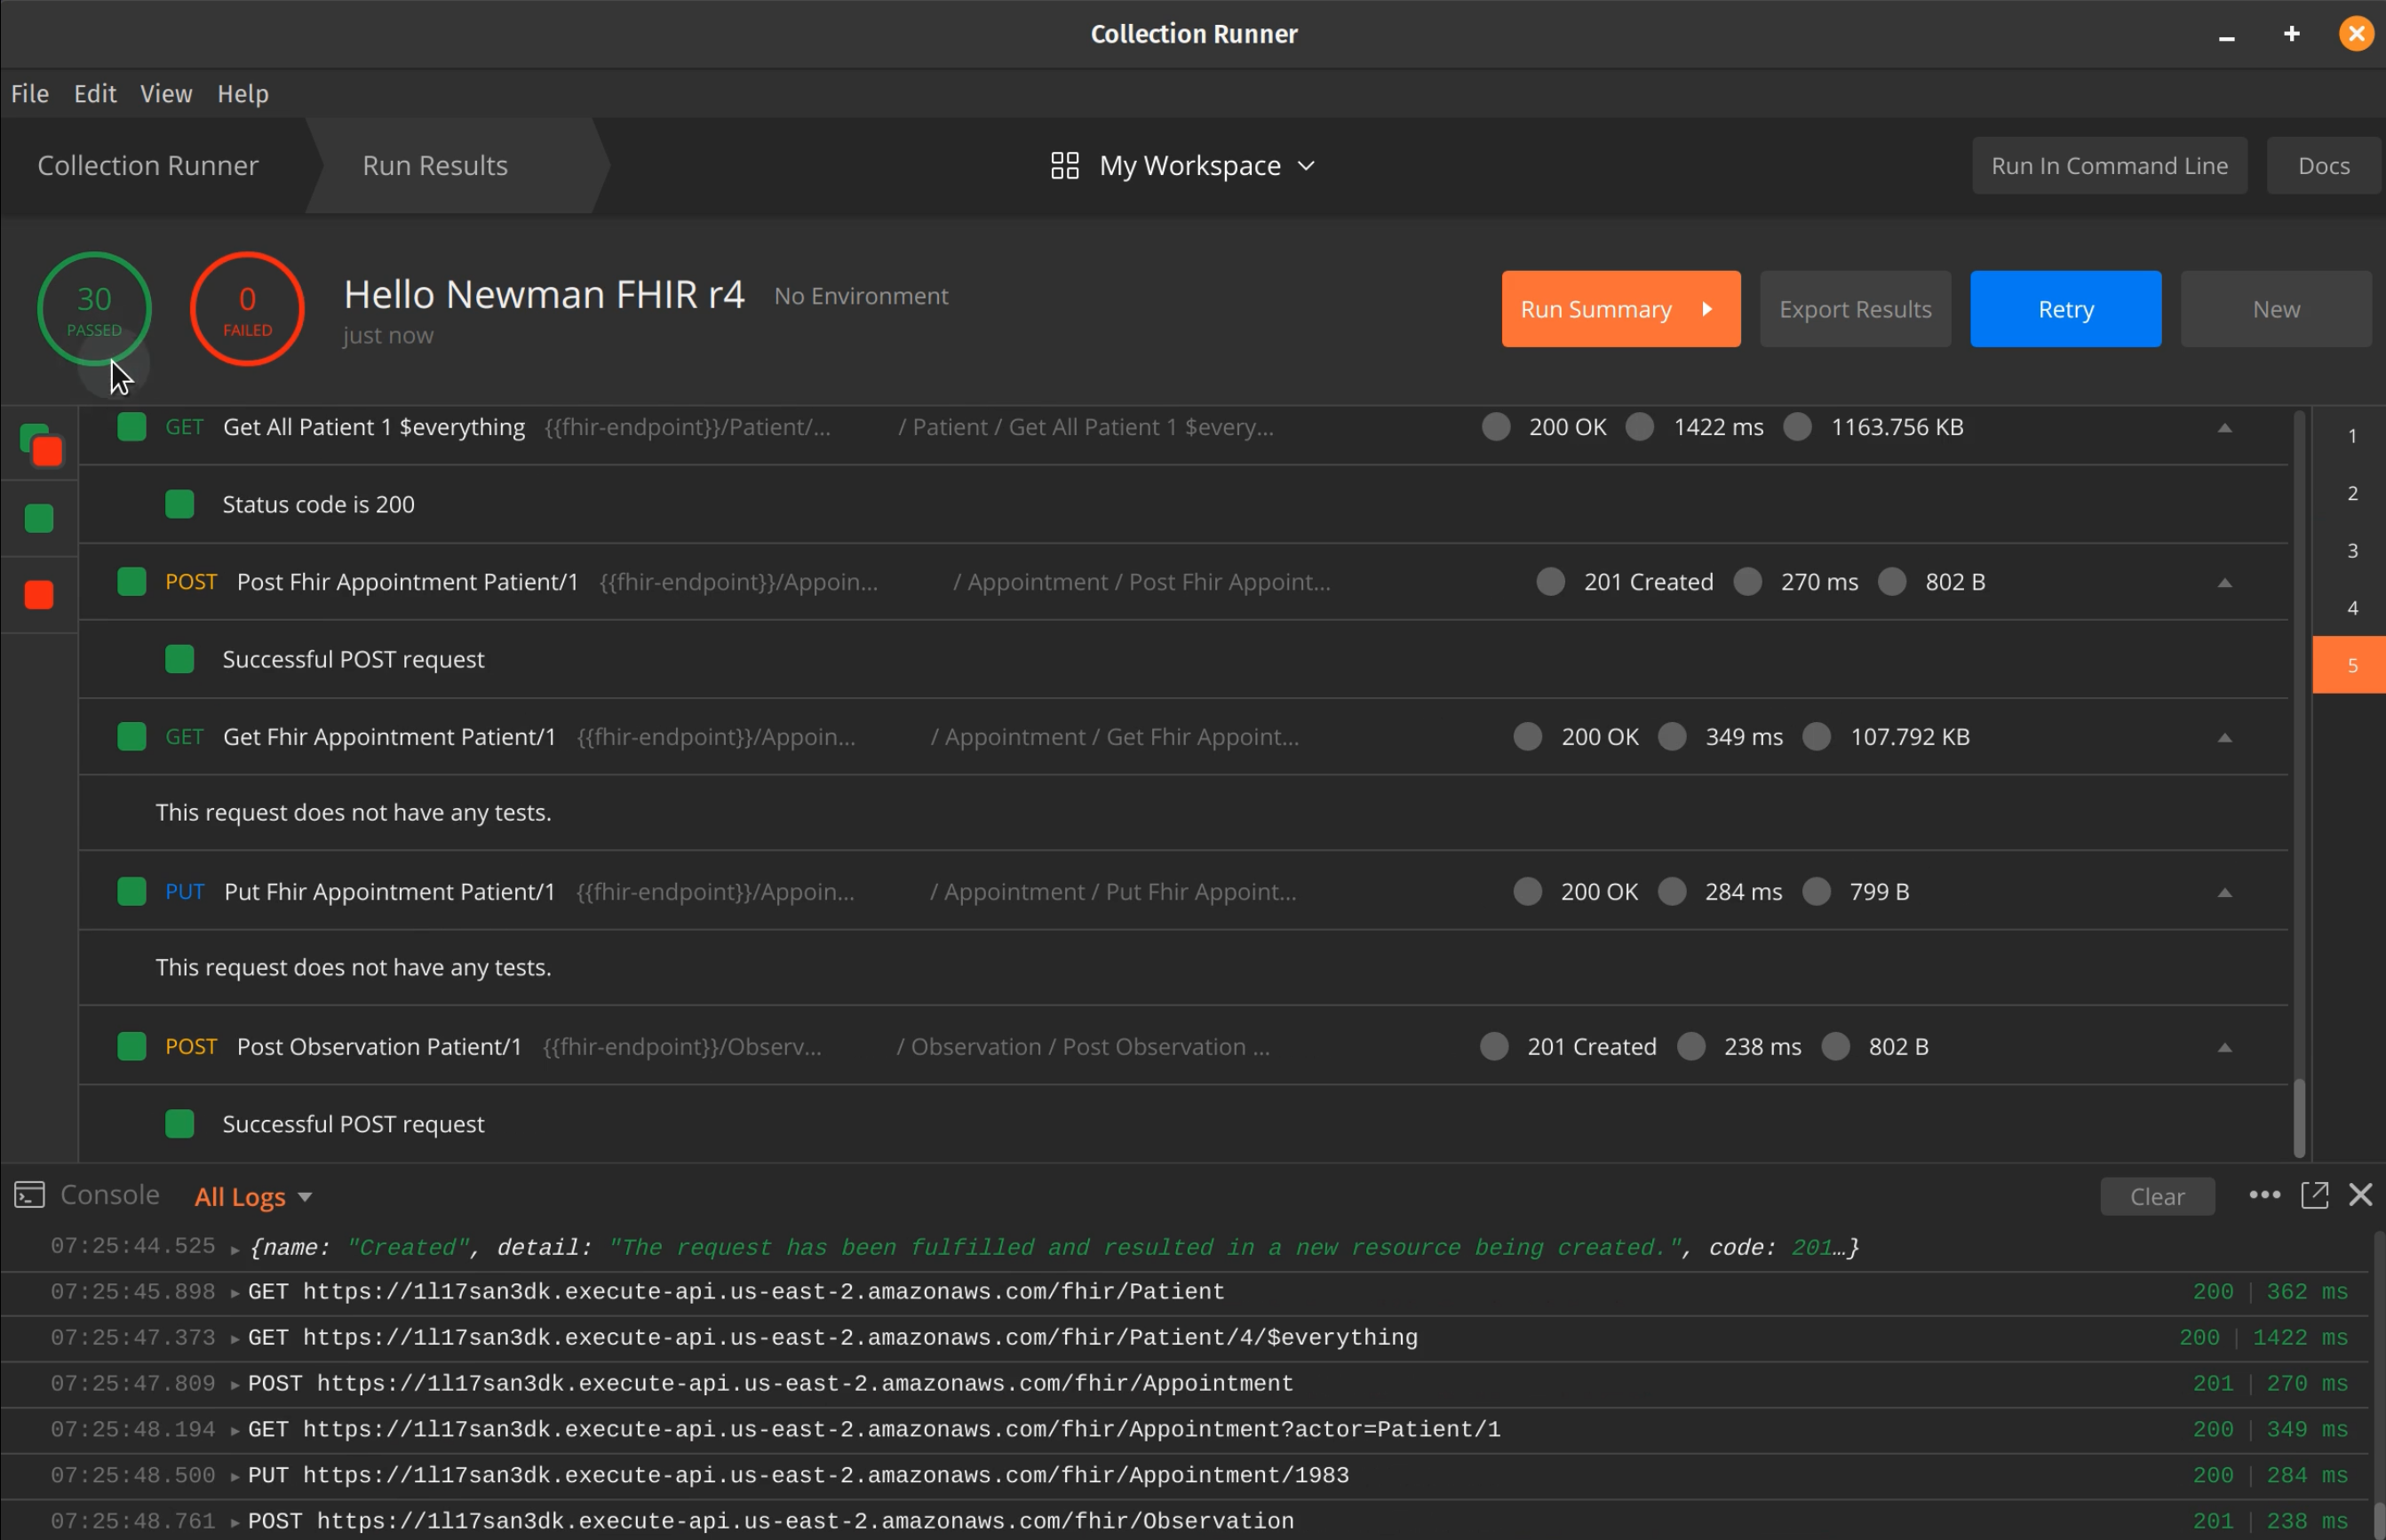 Collection Runner
File Edit View Help
Collection Runner Run Results My Workspace Run In Command Line Docs
30 PASSED
0 FAILED
Hello Newman FHIR r4 No Environment
just now
Run Summary Export Results Retry New
GET Get All Patient 1 $everything {{fhir-endpoint}}/Patient/... / Patient / Get All Patient 1 $every... 200 OK 1422 ms 1163.756 KB
Status code is 200
POST Post Fhir Appointment Patient/1 {{fhir-endpoint}}/Appoin... / Appointment / Post Fhir Appoint... 201 Created 270 ms 802 B
Successful POST request
GET Get Fhir Appointment Patient/1 {{fhir-endpoint}}/Appoin... / Appointment / Get Fhir Appoint... 200 OK 349 ms 107.792 KB
This request does not have any tests.
PUT Put Fhir Appointment Patient/1 {{fhir-endpoint}}/Appoin... / Appointment / Put Fhir Appoint... 200 OK 284 ms 799 B
This request does not have any tests.
POST Post Observation Patient/1 {{fhir-endpoint}}/Observ... / Observation / Post Observation ... 201 Created 238 ms 802 B
Successful POST request
1
2
3
4
5
Console All Logs Clear
07:25:44.525 {name: "Created", detail: "The request has been fulfilled and resulted in a new resource being created.", code: 201…}
07:25:45.898 GET https://1l17san3dk.execute-api.us-east-2.amazonaws.com/fhir/Patient 200 | 362 ms
07:25:47.373 GET https://1l17san3dk.execute-api.us-east-2.amazonaws.com/fhir/Patient/4/$everything 200 | 1422 ms
07:25:47.809 POST https://1l17san3dk.execute-api.us-east-2.amazonaws.com/fhir/Appointment 201 | 270 ms
07:25:48.194 GET https://1l17san3dk.execute-api.us-east-2.amazonaws.com/fhir/Appointment?actor=Patient/1 200 | 349 ms
07:25:48.500 PUT https://1l17san3dk.execute-api.us-east-2.amazonaws.com/fhir/Appointment/1983 200 | 284 ms
07:25:48.761 POST https://1l17san3dk.execute-api.us-east-2.amazonaws.com/fhir/Observation 201 | 238 ms